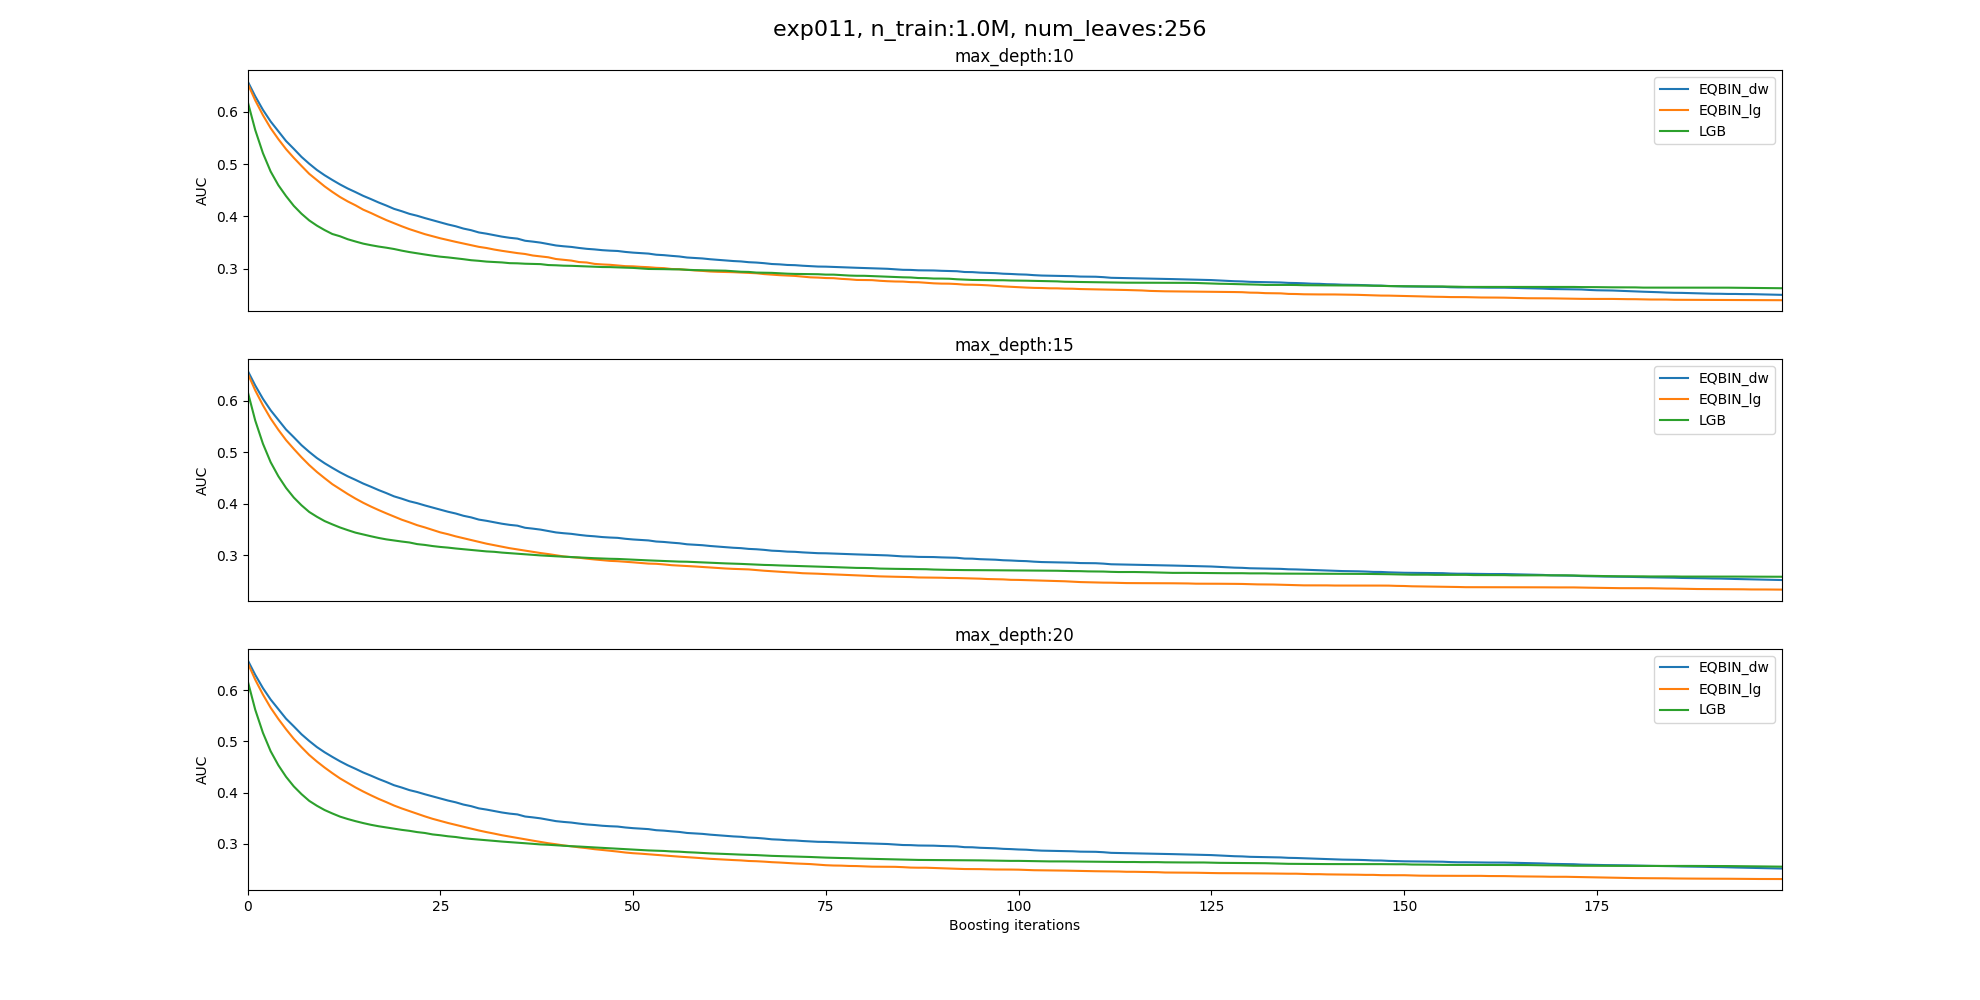 exp011, n_train:1.0M, num_leaves:256
max_depth:10
EQBIN_dw
EQBIN_lg
LGB
0.6
0.5
0.4
0.3
AUC
max_depth:15
EQBIN_dw
EQBIN_lg
LGB
0.6
0.5
0.4
0.3
AUC
max_depth:20
EQBIN_dw
EQBIN_lg
LGB
0.6
0.5
0.4
0.3
AUC
0 25 50 75 100 125 150 175
Boosting iterations